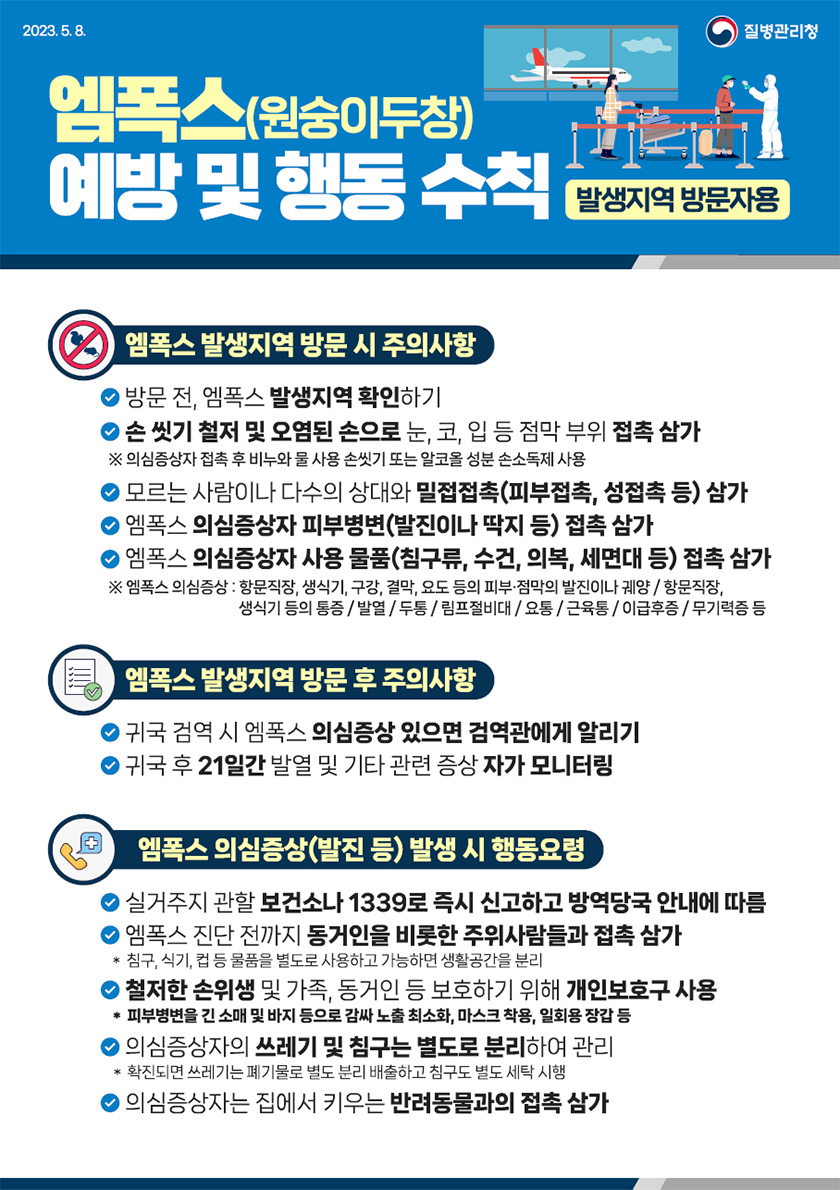 2023. 5. 8.
질병관리청
엠폭스(원숭이두창)
예방 및 행동 수칙
발생지역 방문자용
엠폭스 발생지역 방문 시 주의사항
방문 전, 엠폭스 발생지역 확인하기
손 씻기 철저 및 오염된 손으로 눈, 코, 입 등 점막 부위 접촉 삼가
※ 의심증상자 접촉 후 비누와 물 사용 손씻기 또는 알코올 성분 손소독제 사용
모르는 사람이나 다수의 상대와 밀접접촉(피부접촉, 성접촉 등) 삼가
엠폭스 의심증상자 피부병변(발진이나 딱지 등) 접촉 삼가
엠폭스 의심증상자 사용 물품(침구류, 수건, 의복, 세면대 등) 접촉 삼가
※ 엠폭스 의심증상 : 항문직장, 생식기, 구강, 결막, 요도 등의 피부·점막의 발진이나 궤양 / 항문직장,
생식기 등의 통증 / 발열 / 두통 / 림프절비대 / 요통 / 근육통 / 이급후증 / 무기력증 등
엠폭스 발생지역 방문 후 주의사항
귀국 검역 시 엠폭스 의심증상 있으면 검역관에게 알리기
귀국 후 21일간 발열 및 기타 관련 증상 자가 모니터링
엠폭스 의심증상(발진 등) 발생 시 행동요령
실거주지 관할 보건소나 1339로 즉시 신고하고 방역당국 안내에 따름
엠폭스 진단 전까지 동거인을 비롯한 주위사람들과 접촉 삼가
* 침구, 식기, 컵 등 물품을 별도로 사용하고 가능하면 생활공간을 분리
철저한 손위생 및 가족, 동거인 등 보호하기 위해 개인보호구 사용
* 피부병변을 긴 소매 및 바지 등으로 감싸 노출 최소화, 마스크 착용, 일회용 장갑 등
의심증상자의 쓰레기 및 침구는 별도로 분리하여 관리
* 확진되면 쓰레기는 폐기물로 별도 분리 배출하고 침구도 별도 세탁 시행
의심증상자는 집에서 키우는 반려동물과의 접촉 삼가